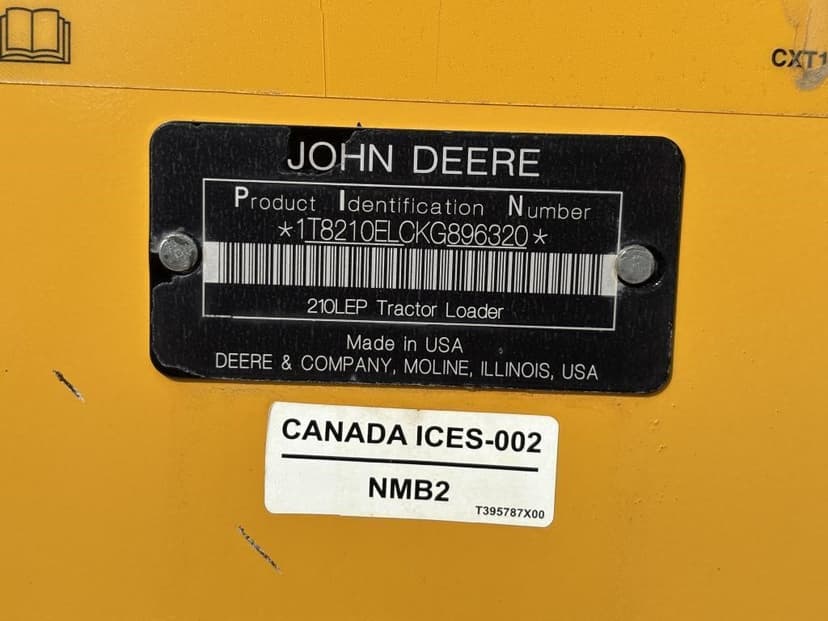 CXT1
JOHN DEERE
Product Identification Number
*1T8210ELCKG896320*
210LEP Tractor Loader
Made in USA
DEERE & COMPANY, MOLINE, ILLINOIS, USA
CANADA ICES-002
NMB2
T395787X00